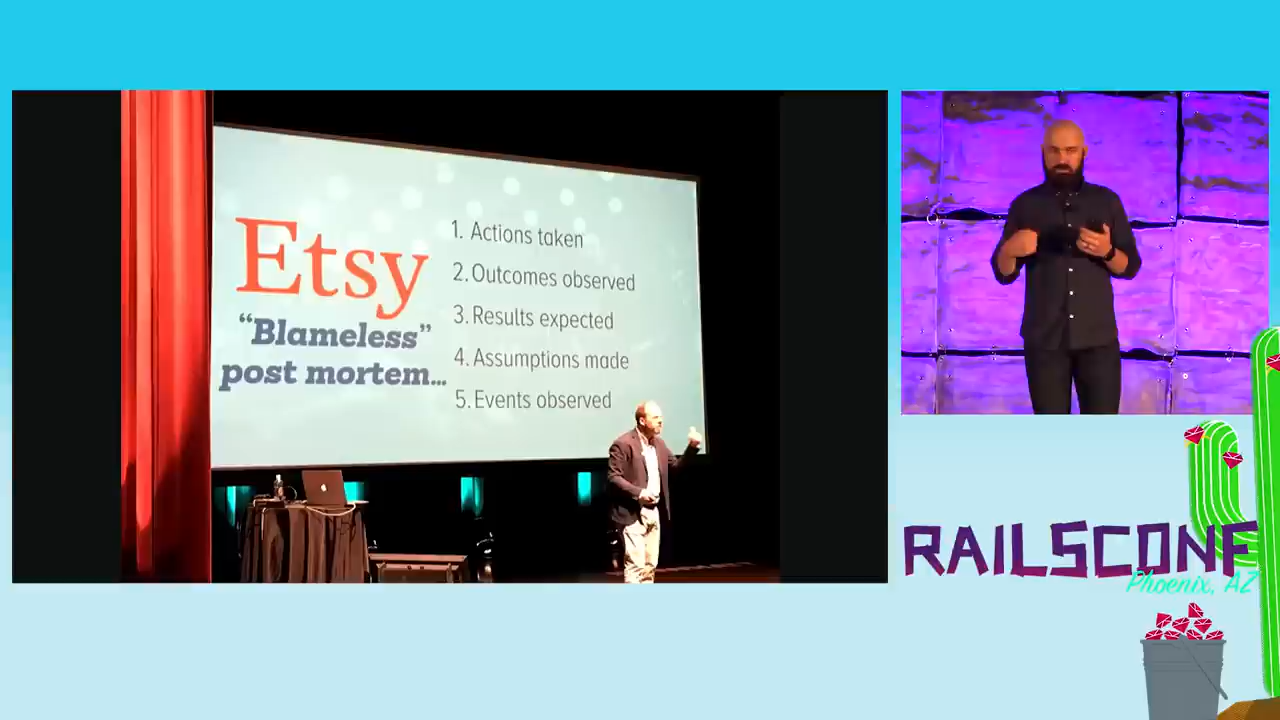 Etsy
“Blameless”
post mortem...
1. Actions taken
2. Outcomes observed
3. Results expected
4. Assumptions made
5. Events observed
RAILSCONF
Phoenix, AZ